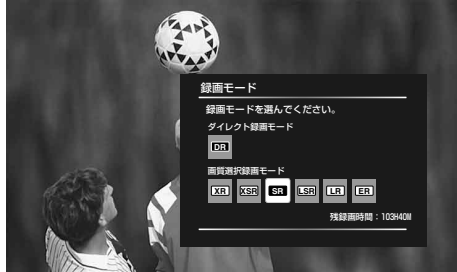 録画モード
録画モードを選んでください。
ダイレクト録画モード
DR
画質選択録画モード
XR XSR SR LSR LR ER
残録画時間：103H40M